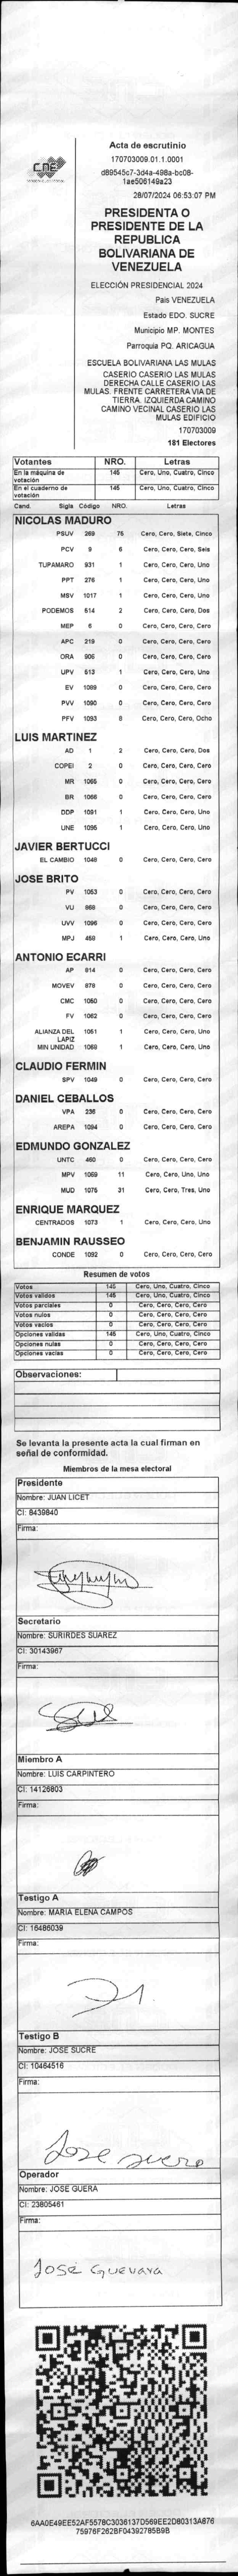 CNE
Acta de escrutinio
170703009.01.1.0001
d89545c7-3d4a-498a-bc08-
1ae506149a23
28/07/2024 06:53:07 PM
PRESIDENTA O
PRESIDENTE DE LA
REPUBLICA
BOLIVARIANA DE
VENEZUELA
ELECCIÓN PRESIDENCIAL 2024
Pais VENEZUELA
Estado EDO. SUCRE
Municipio MP. MONTES
Parroquia PQ. ARICAGUA
ESCUELA BOLIVARIANA LAS MULAS
CASERIO CASERIO LAS MULAS
DERECHA CALLE CASERIO LAS
MULAS. FRENTE CARRETERA VIA DE
TIERRA. IZQUIERDA CAMINO
CAMINO VECINAL CASERIO LAS
MULAS EDIFICIO
170703009
181 Electores
Votantes NRO. Letras
En la máquina de votación 145 Cero, Uno, Cuatro, Cinco
En el cuaderno de votación 145 Cero, Uno, Cuatro, Cinco
Cand. Sigla Código NRO. Letras
NICOLAS MADURO
PSUV 269 75 Cero, Cero, Siete, Cinco
PCV 9 6 Cero, Cero, Cero, Seis
TUPAMARO 931 1 Cero, Cero, Cero, Uno
PPT 276 1 Cero, Cero, Cero, Uno
MSV 1017 1 Cero, Cero, Cero, Uno
PODEMOS 514 2 Cero, Cero, Cero, Dos
MEP 6 0 Cero, Cero, Cero, Cero
APC 219 0 Cero, Cero, Cero, Cero
ORA 906 0 Cero, Cero, Cero, Cero
UPV 513 1 Cero, Cero, Cero, Uno
EV 1089 0 Cero, Cero, Cero, Cero
PVV 1090 0 Cero, Cero, Cero, Cero
PFV 1093 8 Cero, Cero, Cero, Ocho
LUIS MARTINEZ
AD 1 2 Cero, Cero, Cero, Dos
COPEI 2 0 Cero, Cero, Cero, Cero
MR 1065 0 Cero, Cero, Cero, Cero
BR 1066 0 Cero, Cero, Cero, Cero
DDP 1091 1 Cero, Cero, Cero, Uno
UNE 1095 1 Cero, Cero, Cero, Uno
JAVIER BERTUCCI
EL CAMBIO 1048 0 Cero, Cero, Cero, Cero
JOSE BRITO
PV 1053 0 Cero, Cero, Cero, Cero
VU 868 0 Cero, Cero, Cero, Cero
UVV 1096 0 Cero, Cero, Cero, Cero
MPJ 459 1 Cero, Cero, Cero, Uno
ANTONIO ECARRI
AP 814 0 Cero, Cero, Cero, Cero
MOVEV 878 0 Cero, Cero, Cero, Cero
CMC 1050 0 Cero, Cero, Cero, Cero
FV 1062 0 Cero, Cero, Cero, Cero
ALIANZA DEL LAPIZ 1051 1 Cero, Cero, Cero, Uno
MIN UNIDAD 1058 1 Cero, Cero, Cero, Uno
CLAUDIO FERMIN
SPV 1049 0 Cero, Cero, Cero, Cero
DANIEL CEBALLOS
VPA 236 0 Cero, Cero, Cero, Cero
AREPA 1094 0 Cero, Cero, Cero, Cero
EDMUNDO GONZALEZ
UNTC 460 0 Cero, Cero, Cero, Cero
MPV 1069 11 Cero, Cero, Uno, Uno
MUD 1075 31 Cero, Cero, Tres, Uno
ENRIQUE MARQUEZ
CENTRADOS 1073 1 Cero, Cero, Cero, Uno
BENJAMIN RAUSSEO
CONDE 1092 0 Cero, Cero, Cero, Cero
Resumen de votos
Votos 145 Cero, Uno, Cuatro, Cinco
Votos validos 145 Cero, Uno, Cuatro, Cinco
Votos parciales 0 Cero, Cero, Cero, Cero
Votos nulos 0 Cero, Cero, Cero, Cero
Votos vacios 0 Cero, Cero, Cero, Cero
Opciones validas 145 Cero, Uno, Cuatro, Cinco
Opciones nulas 0 Cero, Cero, Cero, Cero
Opciones vacias 0 Cero, Cero, Cero, Cero
Observaciones:
Se levanta la presente acta la cual firman en
señal de conformidad.
Miembros de la mesa electoral
Presidente
Nombre: JUAN LICET
CI: 8439840
Firma:
Secretario
Nombre: SURIRDES SUAREZ
CI: 30143967
Firma:
Miembro A
Nombre: LUIS CARPINTERO
CI: 14126803
Firma:
Testigo A
Nombre: MARIA ELENA CAMPOS
CI: 16486039
Firma:
Testigo B
Nombre: JOSE SUCRE
CI: 10464516
Firma:
Jose sucre
Operador
Nombre: JOSE GUERA
CI: 23805461
Firma:
José Guevara
6AA0E49EE52AF5578C3036137D569EE2D80313A876
75976F262BF04392785B9B